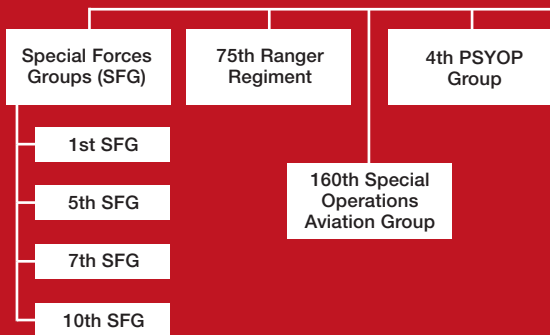 Special Forces
Groups (SFG)
75th Ranger
Regiment
4th PSYOP
Group
1st SFG
160th Special
Operations
Aviation Group
5th SFG
7th SFG
10th SFG